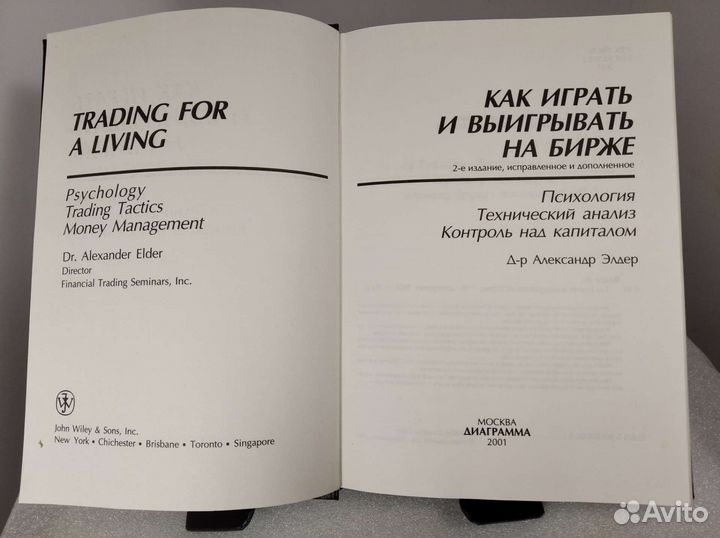 TRADING FOR
A LIVING
Psychology
Trading Tactics
Money Management
Dr. Alexander Elder
Director
Financial Trading Seminars, Inc.
John Wiley & Sons, Inc.
New York • Chichester • Brisbane • Toronto • Singapore
КАК ИГРАТЬ
И ВЫИГРЫВАТЬ
НА БИРЖЕ
2-е издание, исправленное и дополненное
Психология
Технический анализ
Контроль над капиталом
Д-р Александр Элдер
МОСКВА
ДИАГРАММА
2001
Avito